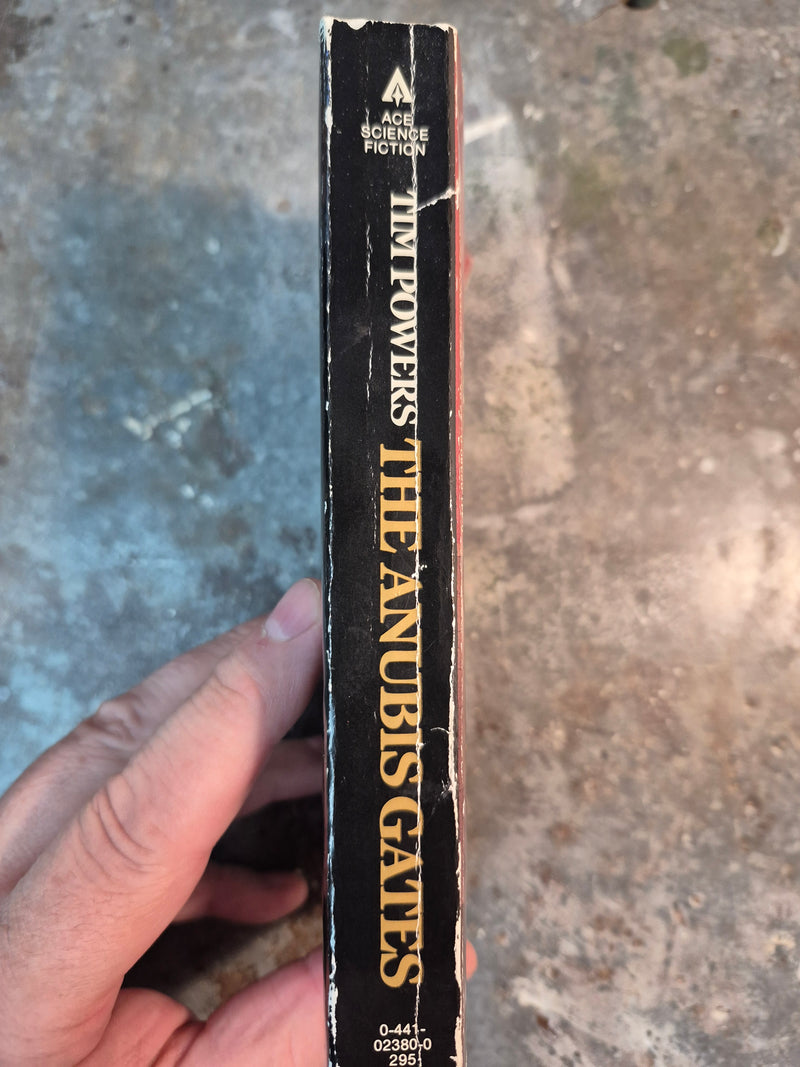 ACE
SCIENCE
FICTION
TIM POWERS THE ANUBIS GATES
0-441-
02380-0
295